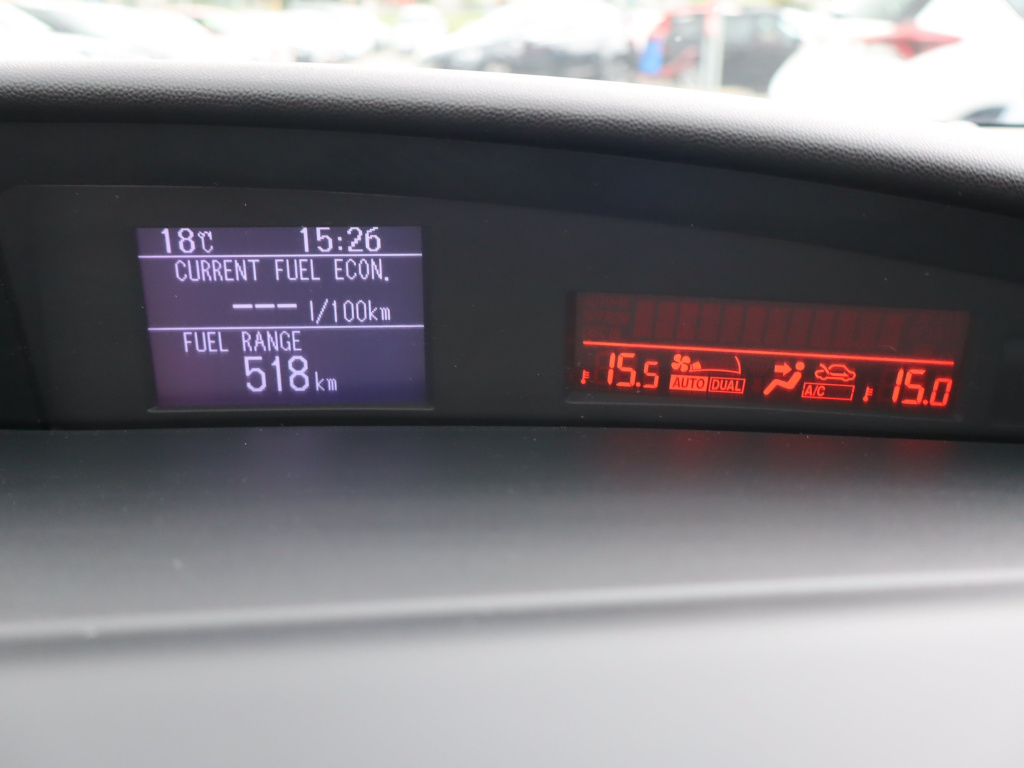 18℃ 15:26
CURRENT FUEL ECON.
--- l/100km
FUEL RANGE
518km
15.5 AUTO DUAL A/C 15.0